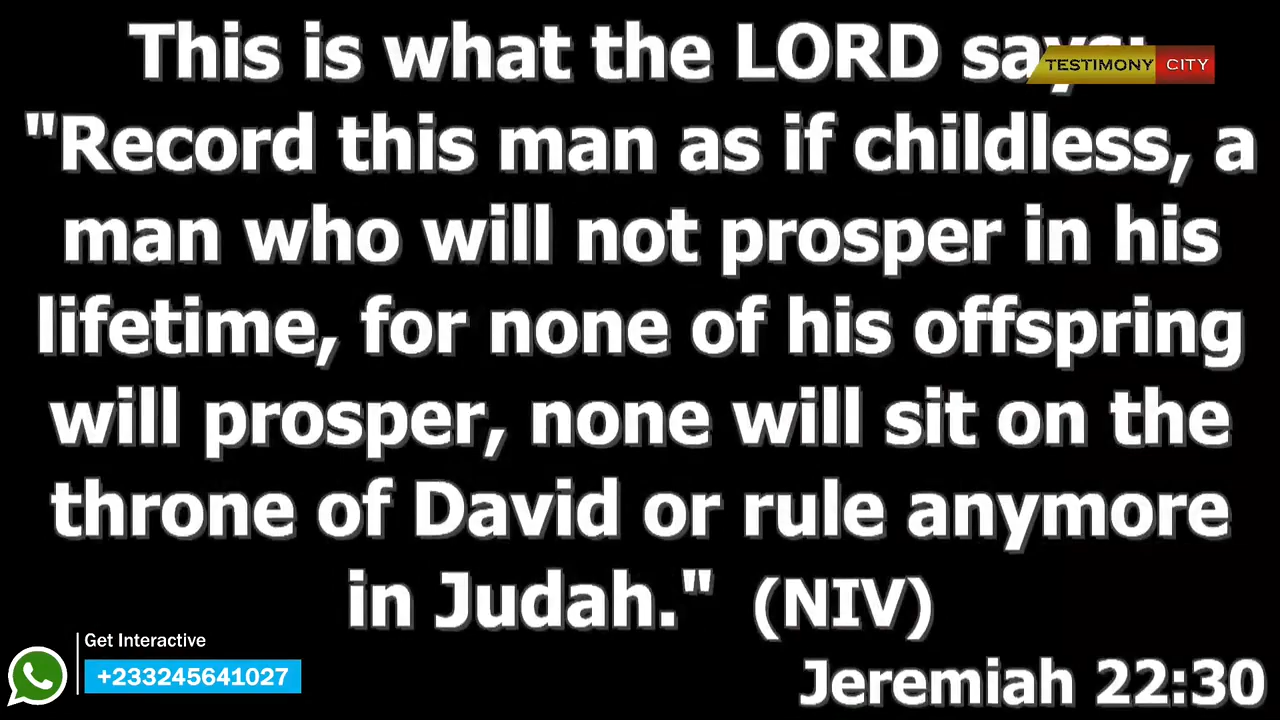 This is what the LORD says:
TESTIMONY CITY
"Record this man as if childless, a
man who will not prosper in his
lifetime, for none of his offspring
will prosper, none will sit on the
throne of David or rule anymore
in Judah." (NIV)
Get Interactive
+233245641027
Jeremiah 22:30